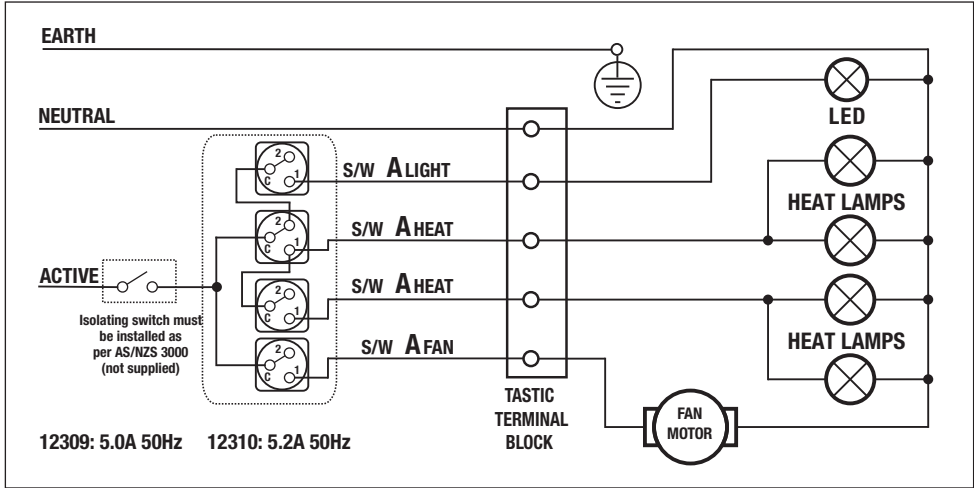 EARTH
NEUTRAL
2
C 1
S/W A LIGHT
LED
2
C 1
S/W A HEAT
HEAT LAMPS
ACTIVE
2
C 1
S/W A HEAT
Isolating switch must
be installed as
per AS/NZS 3000
(not supplied)
2
C 1
S/W A FAN
HEAT LAMPS
TASTIC
TERMINAL
BLOCK
FAN
MOTOR
12309: 5.0A 50Hz 12310: 5.2A 50Hz